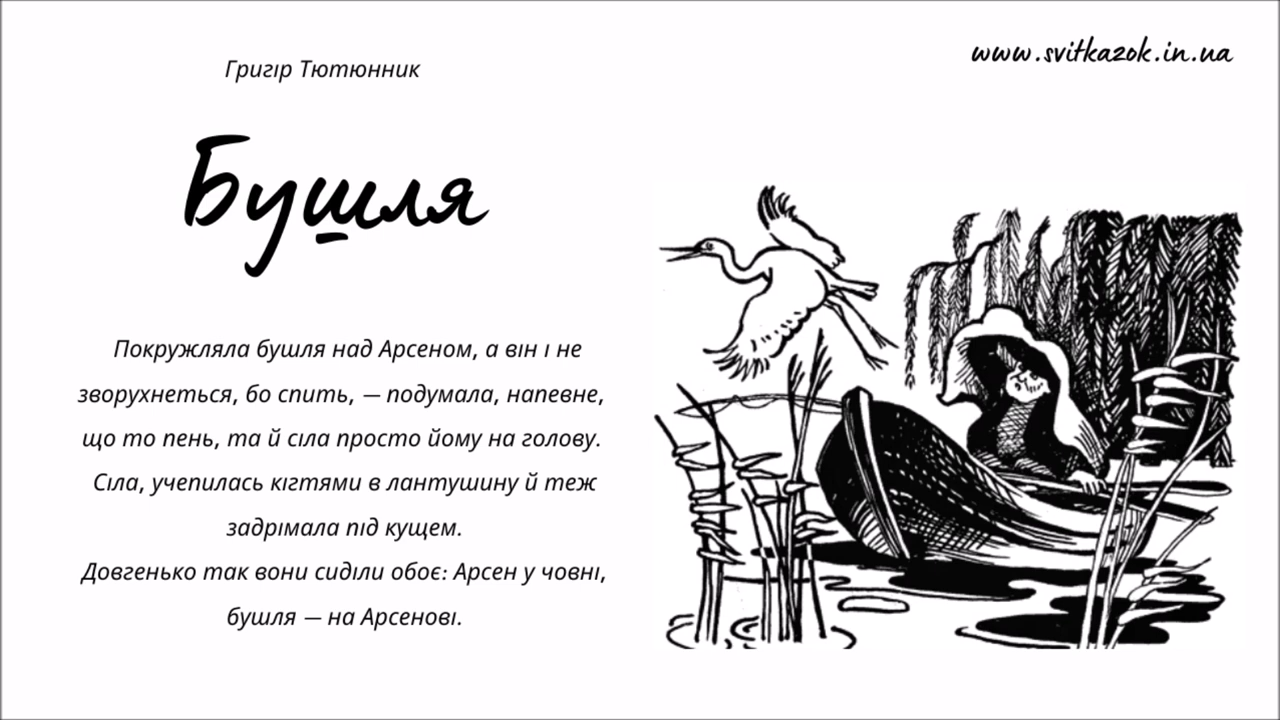 Григір Тютюнник
www.svitkazok.in.ua
Бушля
Покружляла бушля над Арсеном, а він і не
зворухнеться, бо спить, — подумала, напевне,
що то пень, та й сіла просто йому на голову.
Сіла, учепилась кігтями в лантушину й теж
задрімала під кущем.
Довгенько так вони сиділи обоє: Арсен у човні,
бушля — на Арсенові.